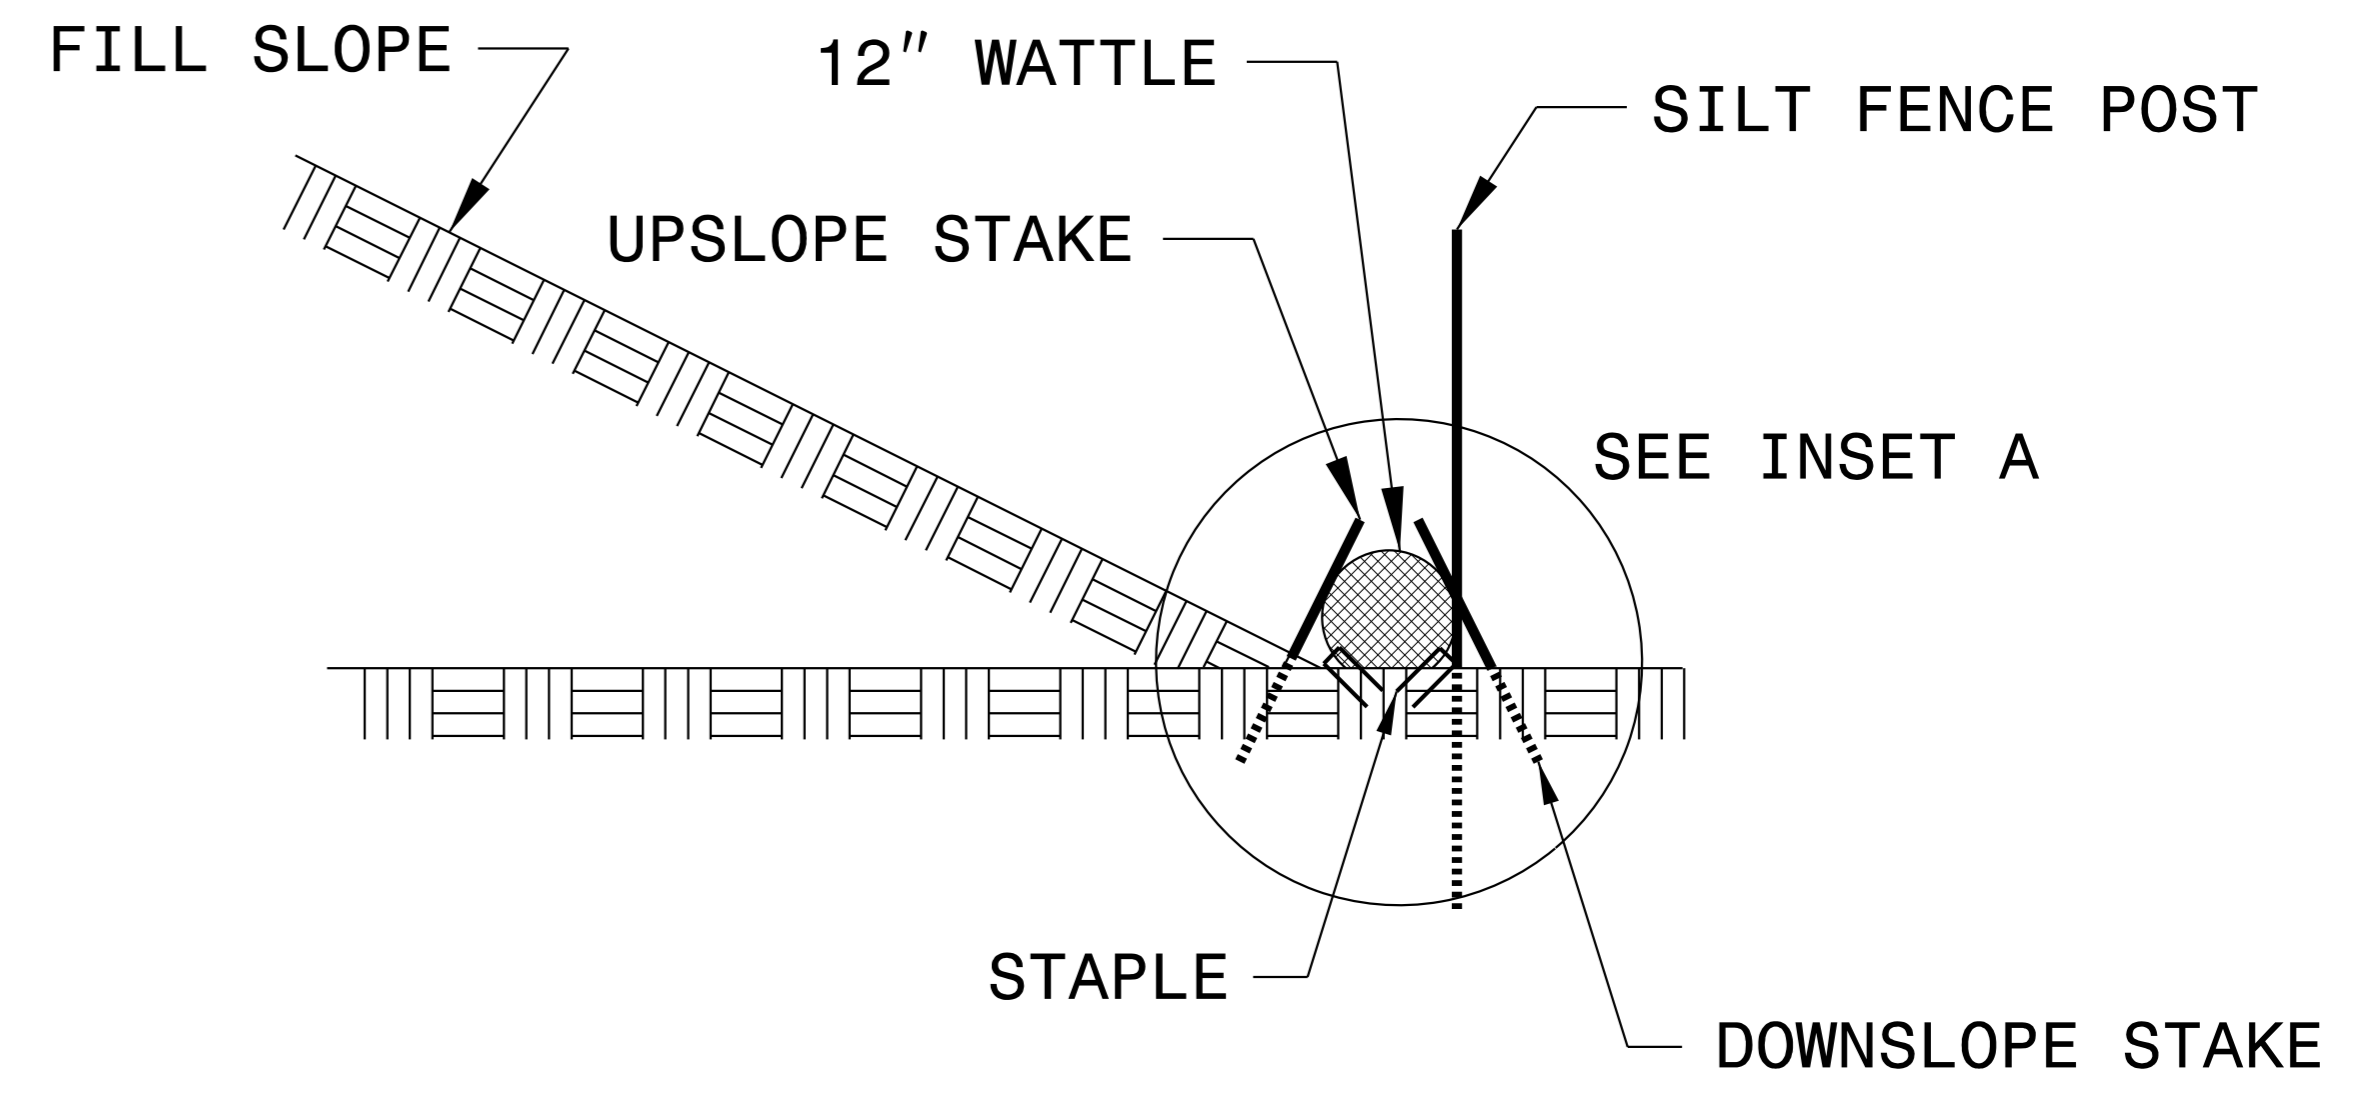 FILL SLOPE
12" WATTLE
SILT FENCE POST
UPSLOPE STAKE
SEE INSET A
STAPLE
DOWNSLOPE STAKE